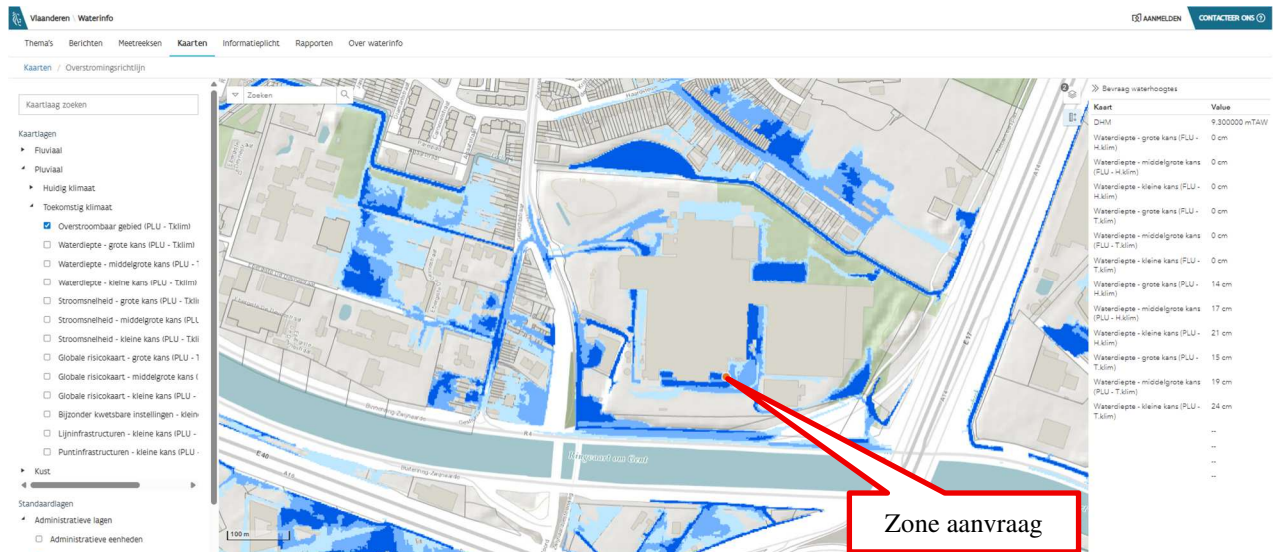 Vlaanderen \ Waterinfo
AANMELDEN
CONTACTEER ONS
Thema's Berichten Meetreeksen Kaarten Informatieplicht Rapporten Over waterinfo
Kaarten / Overstromingsrichtlijn
Kaartlaag zoeken
Kaartlagen
Fluviaal
Pluviaal
Huidig klimaat
Toekomstig klimaat
Overstroombaar gebied (PLU - T.klim)
Waterdiepte - grote kans (PLU - T.klim)
Waterdiepte - middelgrote kans (PLU - T
Waterdiepte - kleine kans (PLU - T.klim)
Stroomsnelheid - grote kans (PLU - T.kli
Stroomsnelheid - middelgrote kans (PLU
Stroomsnelheid - kleine kans (PLU - T.kli
Globale risicokaart - grote kans (PLU - T
Globale risicokaart - middelgrote kans (
Globale risicokaart - kleine kans (PLU -
Bijzonder kwetsbare instellingen - klein
Lijninfrastructuren - kleine kans (PLU -
Puntinfrastructuren - kleine kans (PLU -
Kust
Standaardlagen
Administratieve lagen
Administratieve eenheden
Zoeken
2
R4
E40
A10
E17
A14
Ringvaart om Gent
100 m
Zone aanvraag
Bevraag waterhoogtes
Kaart Value
DHM 9.300000 mTAW
Waterdiepte - grote kans (FLU - 0 cm
H.klim)
Waterdiepte - middelgrote kans 0 cm
(FLU - H.klim)
Waterdiepte - kleine kans (FLU - 0 cm
H.klim)
Waterdiepte - grote kans (FLU - 0 cm
T.klim)
Waterdiepte - middelgrote kans 0 cm
(FLU - T.klim)
Waterdiepte - kleine kans (FLU - 0 cm
T.klim)
Waterdiepte - grote kans (PLU - 14 cm
H.klim)
Waterdiepte - middelgrote kans 17 cm
(PLU - H.klim)
Waterdiepte - kleine kans (PLU - 21 cm
H.klim)
Waterdiepte - grote kans (PLU - 15 cm
T.klim)
Waterdiepte - middelgrote kans 19 cm
(PLU - T.klim)
Waterdiepte - kleine kans (PLU - 24 cm
T.klim)
--
--
--
--